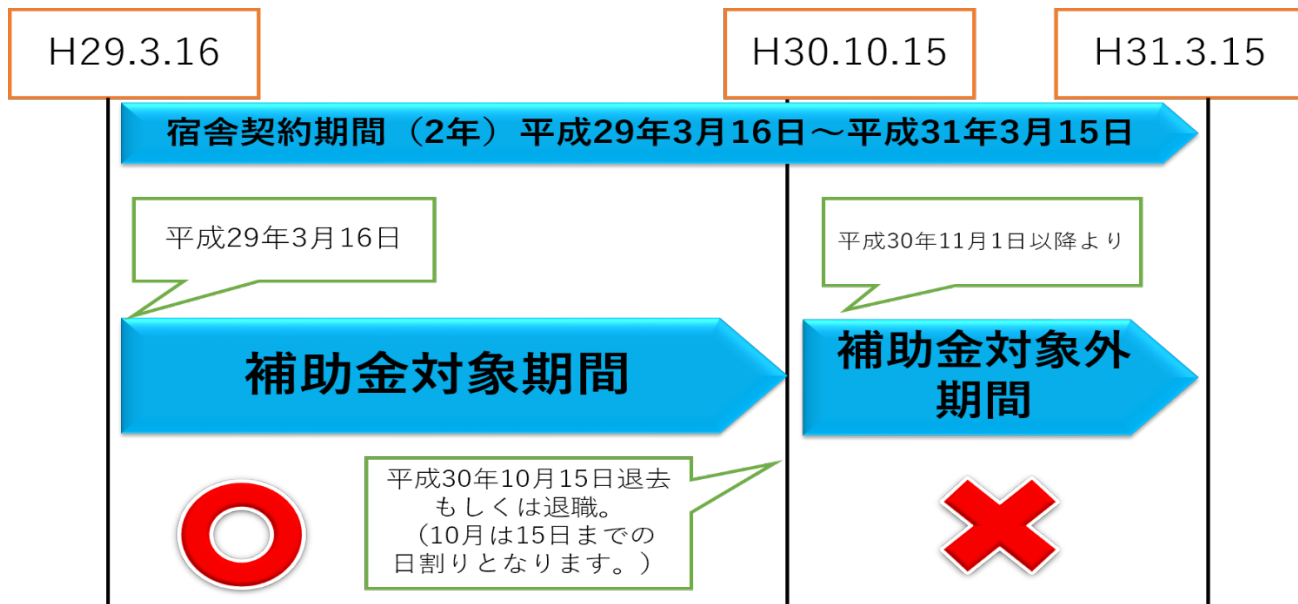 H29.3.16
H30.10.15
H31.3.15
宿舎契約期間（2年）平成29年3月16日～平成31年3月15日
平成29年3月16日
平成30年11月1日以降より
補助金対象期間
補助金対象外
期間
平成30年10月15日退去
もしくは退職。
（10月は15日までの
日割りとなります。）